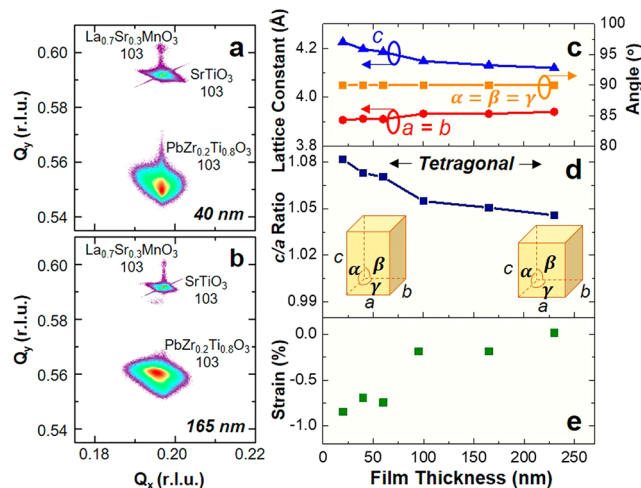 La0.7Sr0.3MnO3
103
a
SrTiO3
103
PbZr0.2Ti0.8O3
103
40 nm
0.60
0.58
0.56
0.54
Qy (r.l.u.)
La0.7Sr0.3MnO3
103
b
SrTiO3
103
PbZr0.2Ti0.8O3
103
165 nm
0.60
0.58
0.56
0.54
Qy (r.l.u.)
0.18
0.20
0.22
Qx (r.l.u.)
Lattice Constant (Å)
4.2
4.0
3.8
c
c
α = β = γ
a = b
100
95
90
85
80
Angle (°)
c/a Ratio
1.08
1.05
1.02
0.99
Tetragonal
d
c
α
β
γ
a
b
c
α
β
γ
a
b
Strain (%)
0.0
-0.5
-1.0
e
0
50
100
150
200
250
Film Thickness (nm)